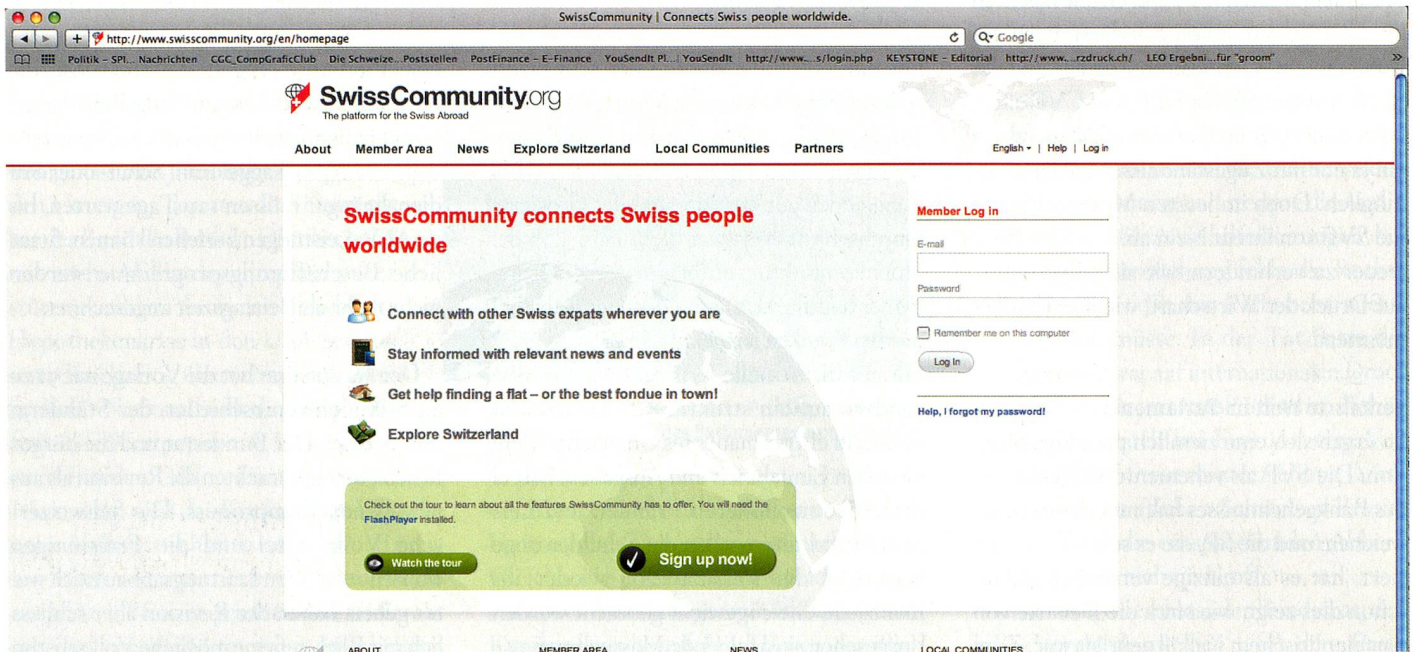 SwissCommunity | Connects Swiss people worldwide.
http://www.swisscommunity.org/en/homepage
Google
Politik – SPI... Nachrichten CGC_CompGraficClub Die Schweize...Poststellen PostFinance – E-Finance YouSendIt Pl...| YouSendIt http://www....s/login.php KEYSTONE – Editorial http://www....rzdruck.ch/ LEO Ergebni...für "groom" »
SwissCommunity.org
The platform for the Swiss Abroad
About Member Area News Explore Switzerland Local Communities Partners English | Help | Log in
SwissCommunity connects Swiss people
worldwide
Connect with other Swiss expats wherever you are
Stay informed with relevant news and events
Get help finding a flat – or the best fondue in town!
Explore Switzerland
Check out the tour to learn about all the features SwissCommunity has to offer. You will need the
FlashPlayer installed.
Watch the tour
Sign up now!
Member Log in
E-mail
Password
Remember me on this computer
Log In
Help, I forgot my password!
ABOUT MEMBER AREA NEWS LOCAL COMMUNITIES